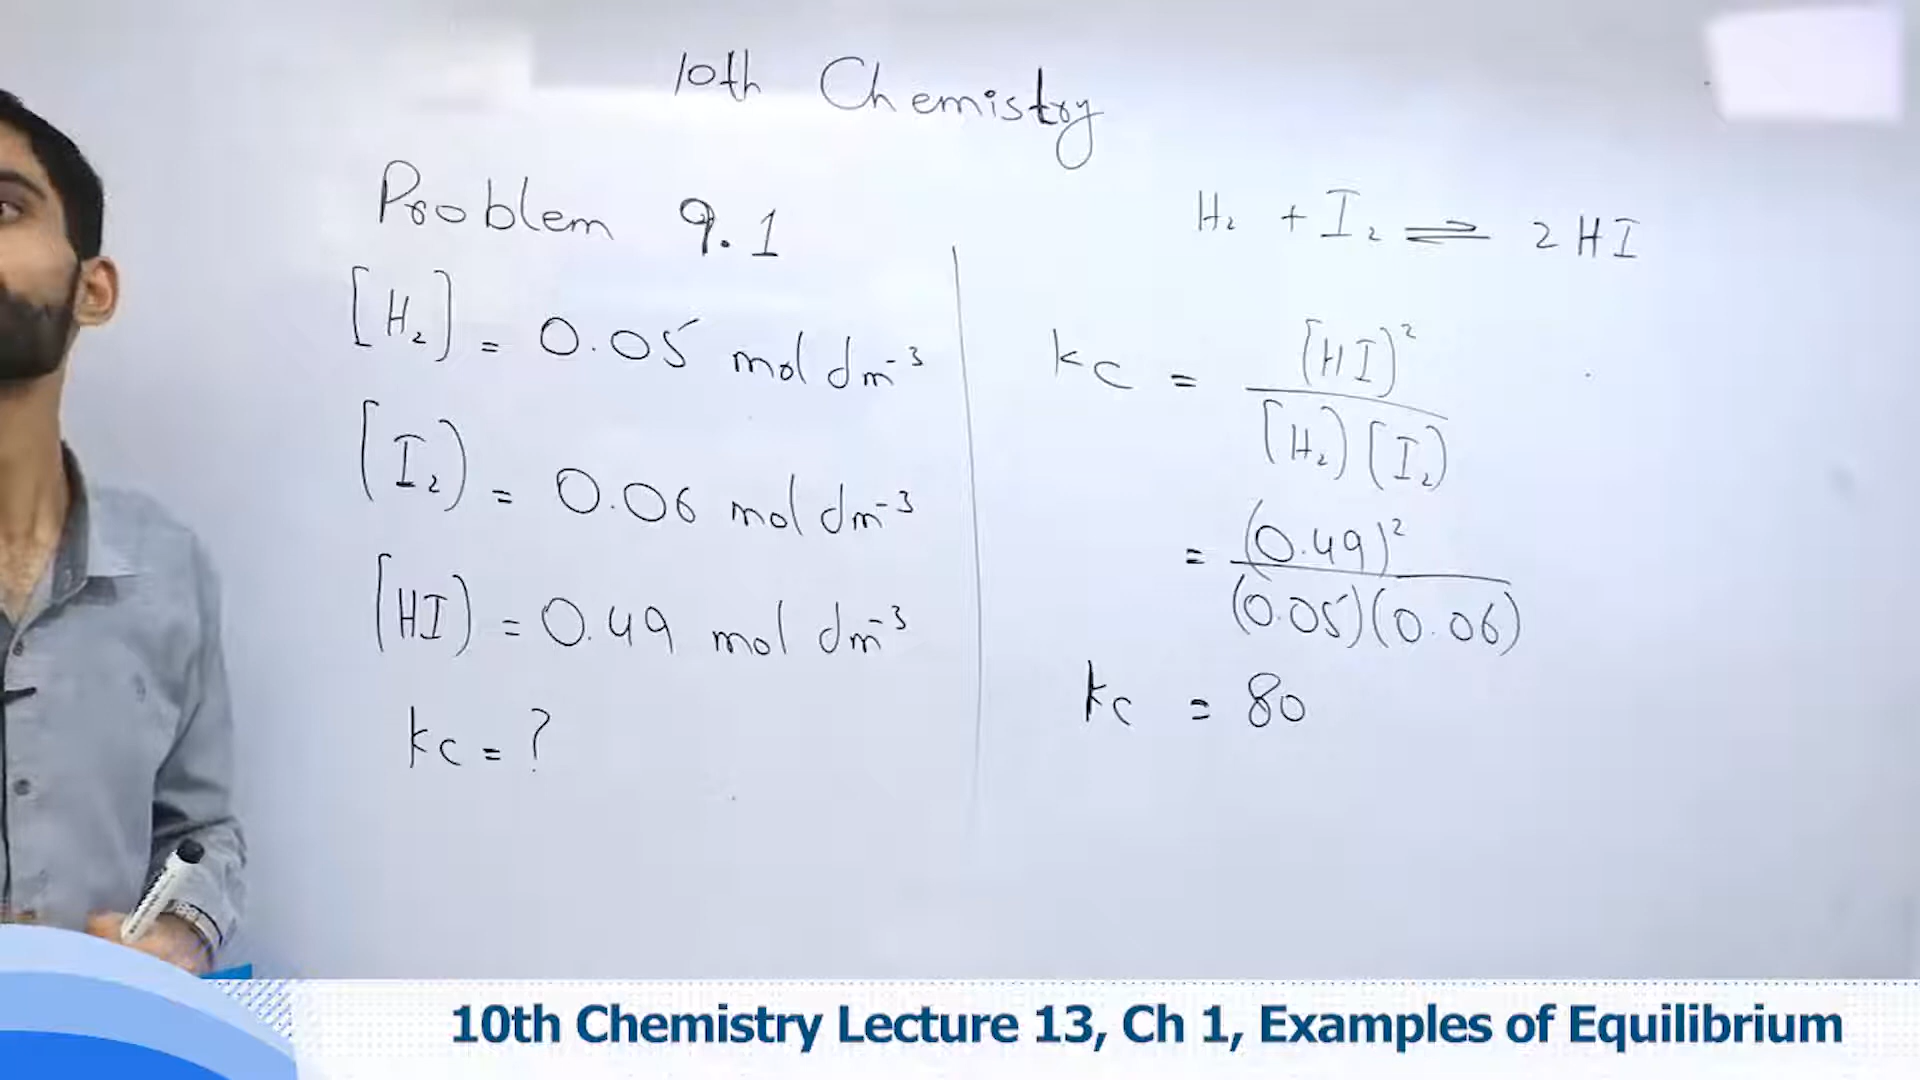 10th Chemistry
Problem 9.1
[H₂] = 0.05 mol dm⁻³
[I₂) = 0.06 mol dm⁻³
[HI) = 0.49 mol dm⁻³
kc = ?
H₂ + I₂ ⇌ 2HI
kc = [HI)² / [H₂) [I₂)
= (0.49)² / (0.05)(0.06)
kc = 80
10th Chemistry Lecture 13, Ch 1, Examples of Equilibrium